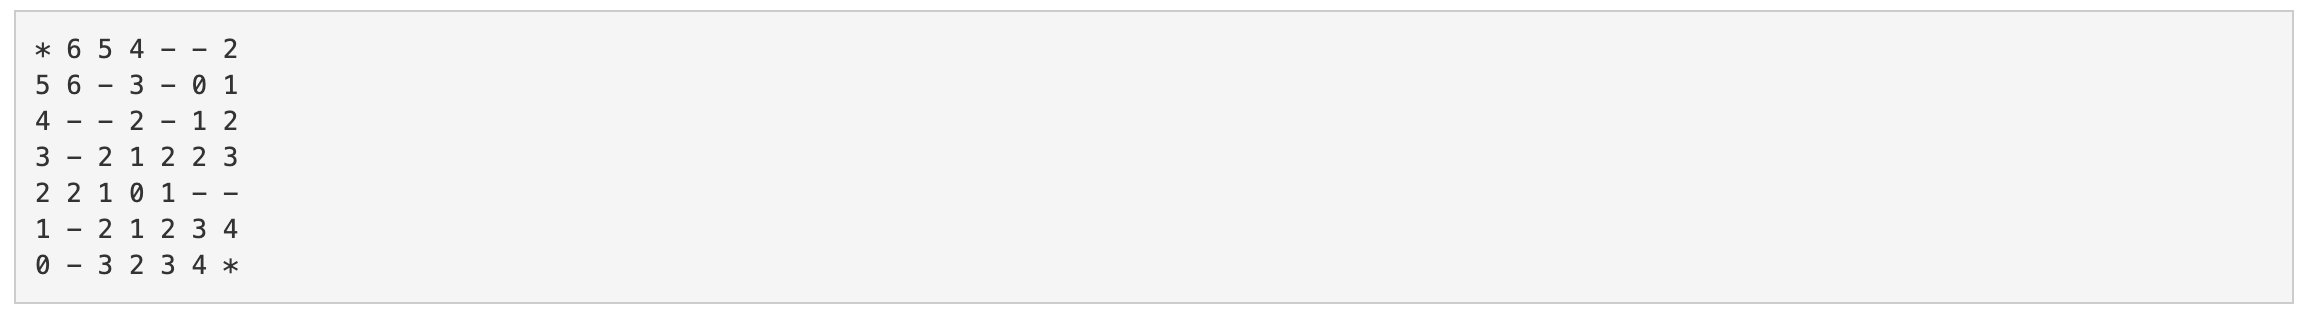 * 6 5 4 - - 2
5 6 - 3 - 0 1
4 - - 2 - 1 2
3 - 2 1 2 2 3
2 2 1 0 1 - -
1 - 2 1 2 3 4
0 - 3 2 3 4 *